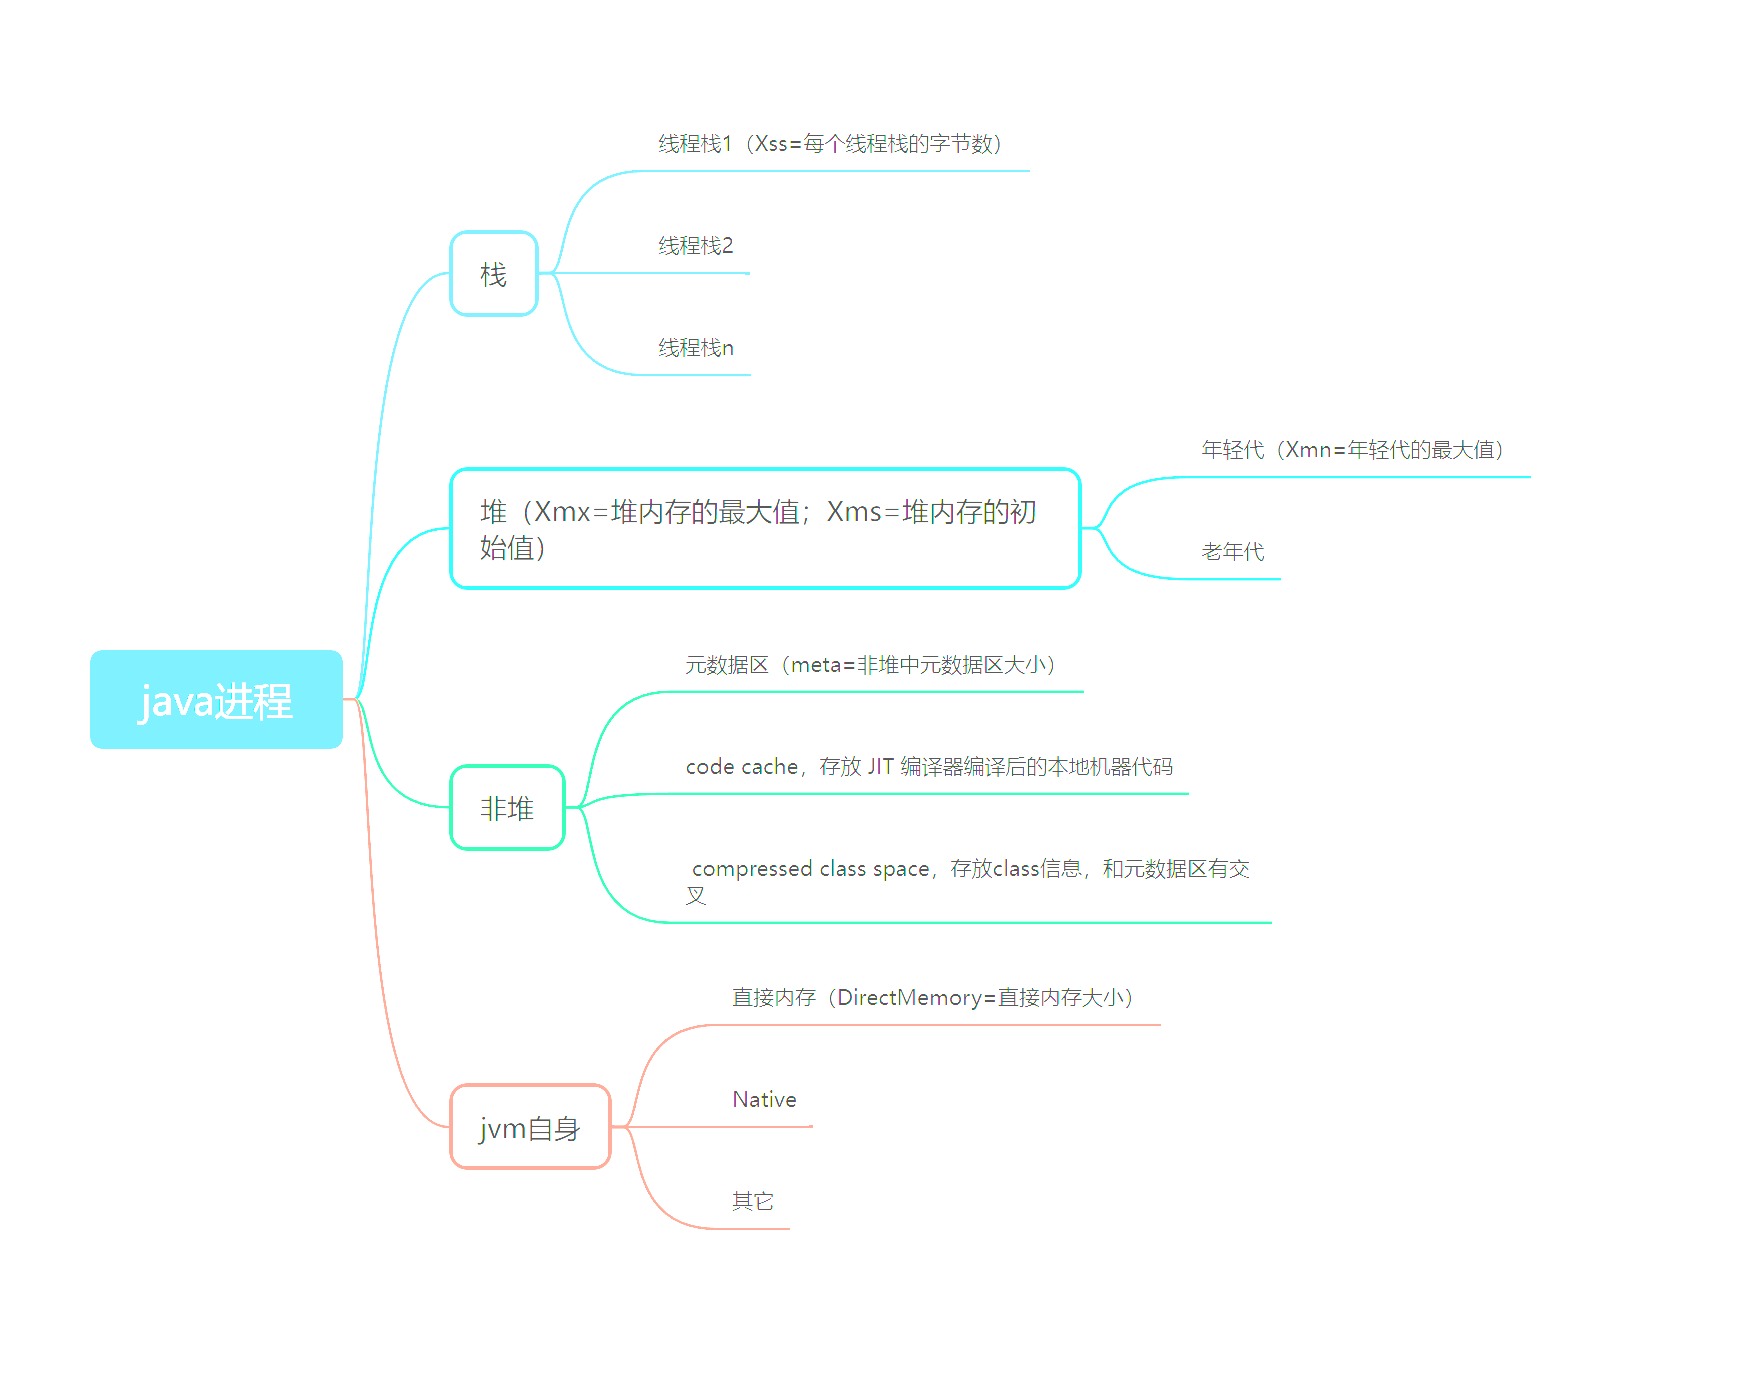 线程栈1（Xss=每个线程栈的字节数）
线程栈2
栈
线程栈n
年轻代（Xmn=年轻代的最大值）
堆（Xmx=堆内存的最大值；Xms=堆内存的初
始值）
老年代
java进程
元数据区（meta=非堆中元数据区大小）
code cache，存放 JIT 编译器编译后的本地机器代码
非堆
compressed class space，存放class信息，和元数据区有交
叉
直接内存（DirectMemory=直接内存大小）
Native
jvm自身
其它